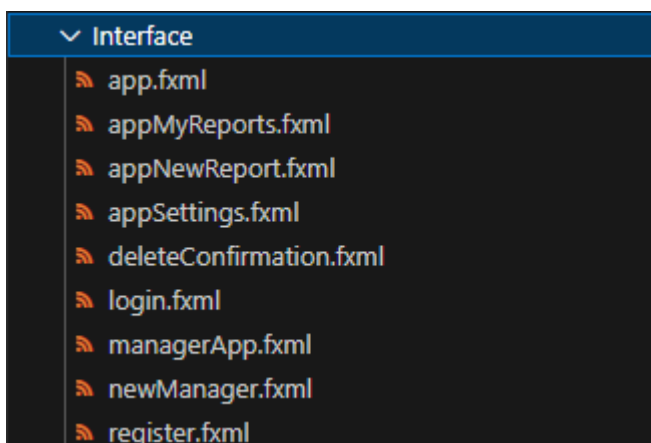 Interface
app.fxml
appMyReports.fxml
appNewReport.fxml
appSettings.fxml
deleteConfirmation.fxml
login.fxml
managerApp.fxml
newManager.fxml
register.fxml